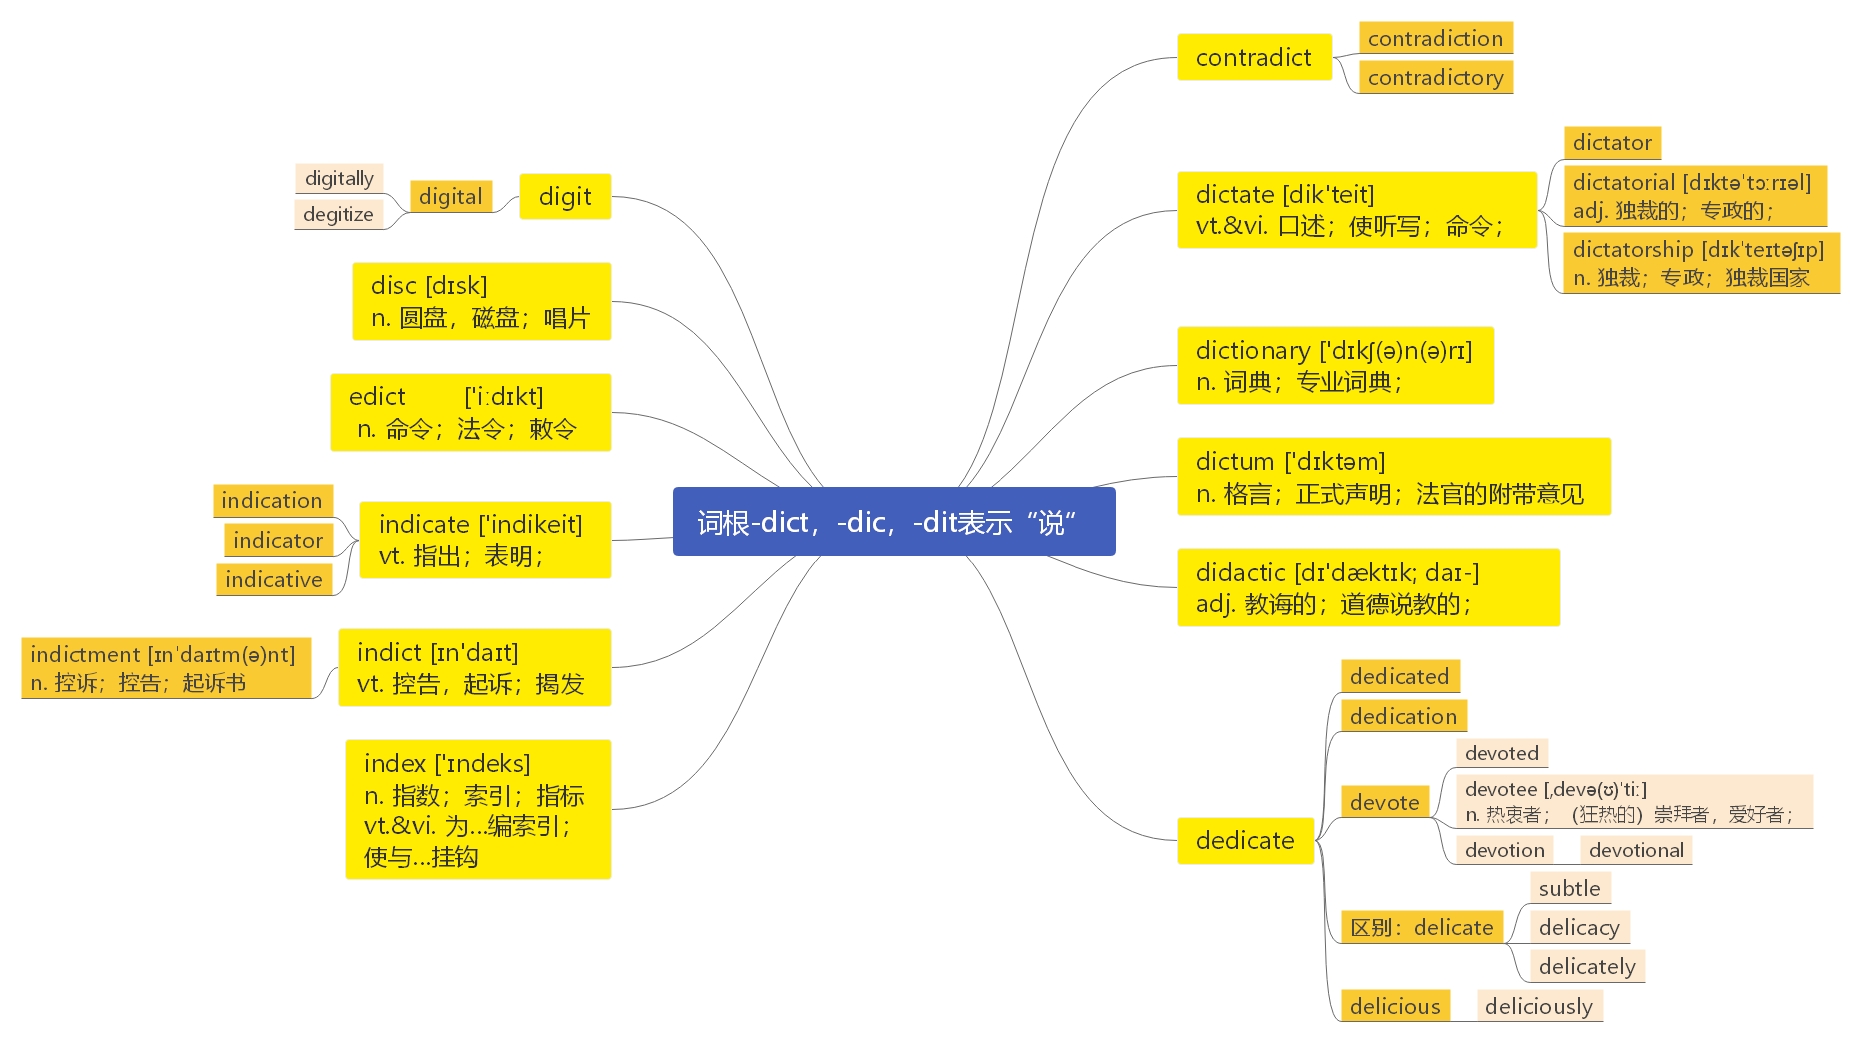 词根-dict，-dic，-dit表示“说“
contradict
contradiction
contradictory
dictate [dik'teit]
vt.&vi. 口述；使听写；命令；
dictator
dictatorial [dɪktəˈtɔːrɪəl]
adj. 独裁的；专政的；
dictatorship [dɪkˈteɪtəʃɪp]
n. 独裁；专政；独裁国家
dictionary ['dɪkʃ(ə)n(ə)rɪ]
n. 词典；专业词典；
dictum ['dɪktəm]
n. 格言；正式声明；法官的附带意见
didactic [dɪ'dæktɪk; daɪ-]
adj. 教诲的；道德说教的；
dedicate
dedicated
dedication
devote
devoted
devotee [ˌdevə(ʊ)ˈtiː]
n. 热衷者；（狂热的）崇拜者，爱好者；
devotion
devotional
区别：delicate
subtle
delicacy
delicately
delicious
deliciously
digit
digital
digitally
degitize
disc [dɪsk]
n. 圆盘，磁盘；唱片
edict ['iːdɪkt]
n. 命令；法令；敕令
indicate ['indikeit]
vt. 指出；表明；
indication
indicator
indicative
indict [ɪn'daɪt]
vt. 控告，起诉；揭发
indictment [ɪnˈdaɪtm(ə)nt]
n. 控诉；控告；起诉书
index ['ɪndeks]
n. 指数；索引；指标
vt.&vi. 为...编索引；
使与...挂钩